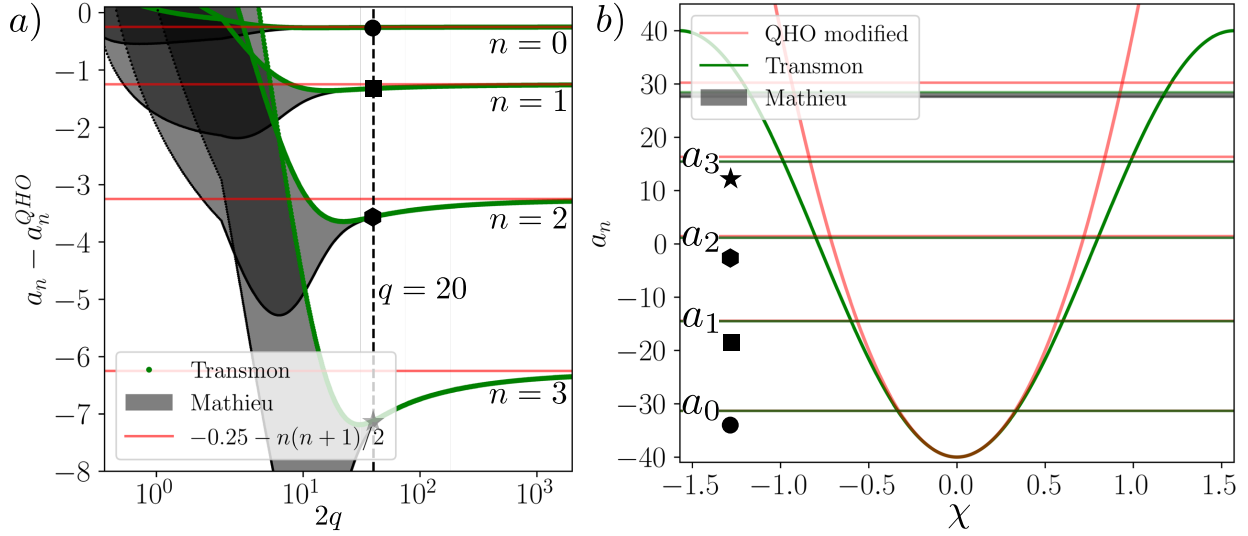 a)
0
−1
−2
−3
−4
−5
−6
−7
−8
a_n − a_n^{QHO}
n = 0
n = 1
n = 2
q = 20
n = 3
Transmon
Mathieu
−0.25 − n(n + 1)/2
10^0
10^1
10^2
10^3
2q
b)
40
30
20
10
0
−10
−20
−30
−40
a_n
QHO modified
Transmon
Mathieu
a_3
a_2
a_1
a_0
−1.5
−1.0
−0.5
0.0
0.5
1.0
1.5
χ